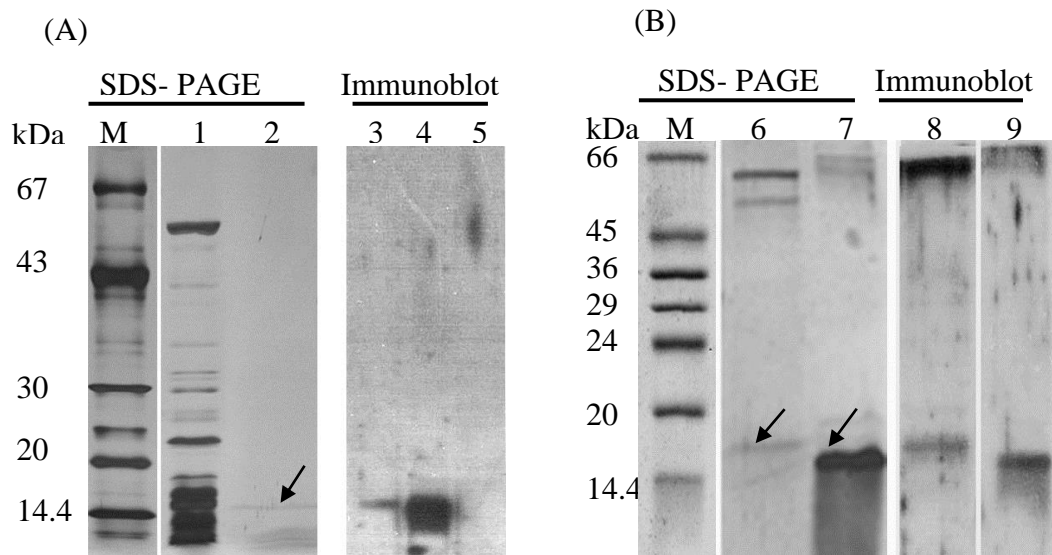 (A)
SDS- PAGE Immunoblot
kDa M 1 2 3 4 5
67
43
30
20
14.4
(B)
SDS- PAGE Immunoblot
kDa M 6 7 8 9
66
45
36
29
24
20
14.4